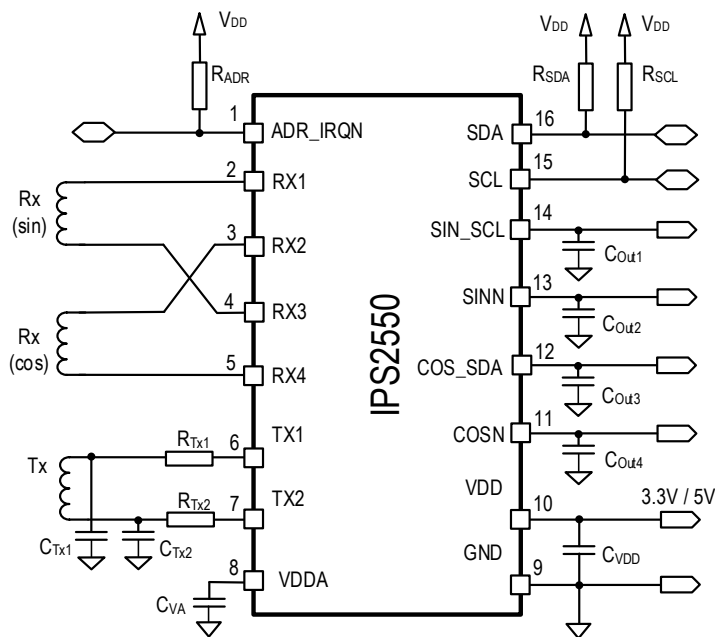 VDD
VDD
VDD
RADR
RSDA
RSCL
1
ADR_IRQN
SDA
16
2
RX1
SCL
15
Rx
(sin)
3
RX2
SIN_SCL
14
COut1
4
RX3
SINN
13
COut2
IPS2550
Rx
(cos)
5
RX4
COS_SDA
12
COut3
Tx
RTx1
6
TX1
COSN
11
COut4
RTx2
7
TX2
VDD
10
3.3V / 5V
CTx1
CTx2
CVDD
8
VDDA
GND
9
CVA